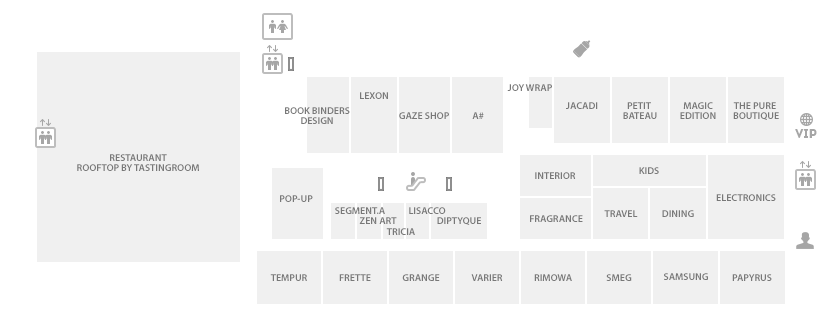 JOY WRAP
LEXON
BOOK BINDERS
DESIGN
GAZE SHOP
A#
JACADI
PETIT
BATEAU
MAGIC
EDITION
THE PURE
BOUTIQUE
VIP
RESTAURANT
ROOFTOP BY TASTINGROOM
POP-UP
SEGMENT.A
ZEN ART
TRICIA
LISACCO
DIPTYQUE
INTERIOR
KIDS
ELECTRONICS
FRAGRANCE
TRAVEL
DINING
TEMPUR
FRETTE
GRANGE
VARIER
RIMOWA
SMEG
SAMSUNG
PAPYRUS